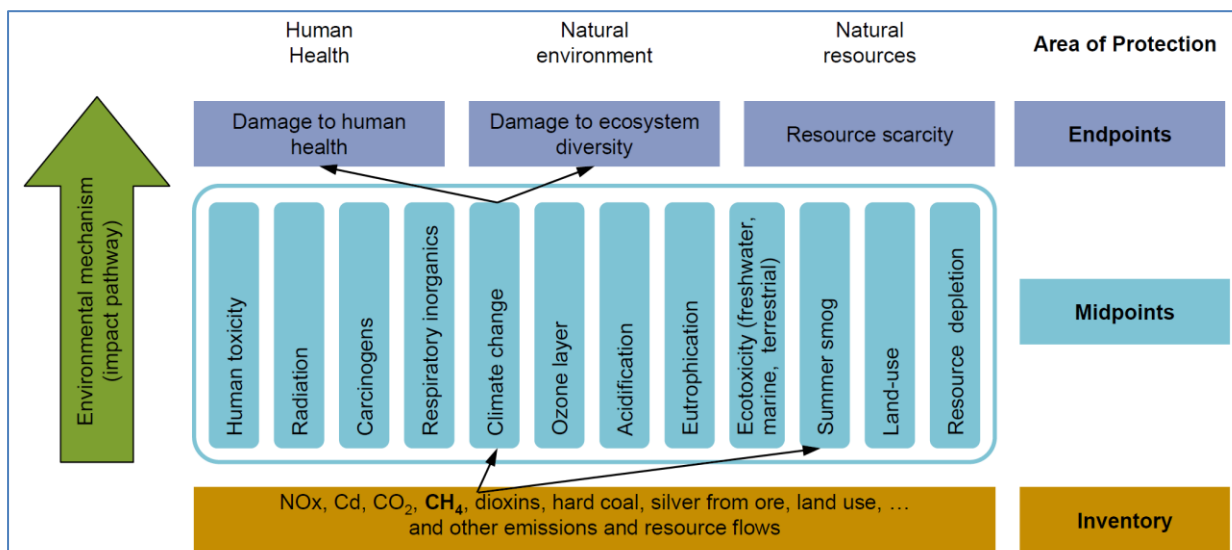 Human
Health
Natural
environment
Natural
resources
Area of Protection
Damage to human
health
Damage to ecosystem
diversity
Resource scarcity
Endpoints
Environmental mechanism
(impact pathway)
Human toxicity
Radiation
Carcinogens
Respiratory inorganics
Climate change
Ozone layer
Acidification
Eutrophication
Ecotoxicity (freshwater,
marine, terrestrial)
Summer smog
Land-use
Resource depletion
Midpoints
NOx, Cd, CO₂, CH₄, dioxins, hard coal, silver from ore, land use, …
and other emissions and resource flows
Inventory